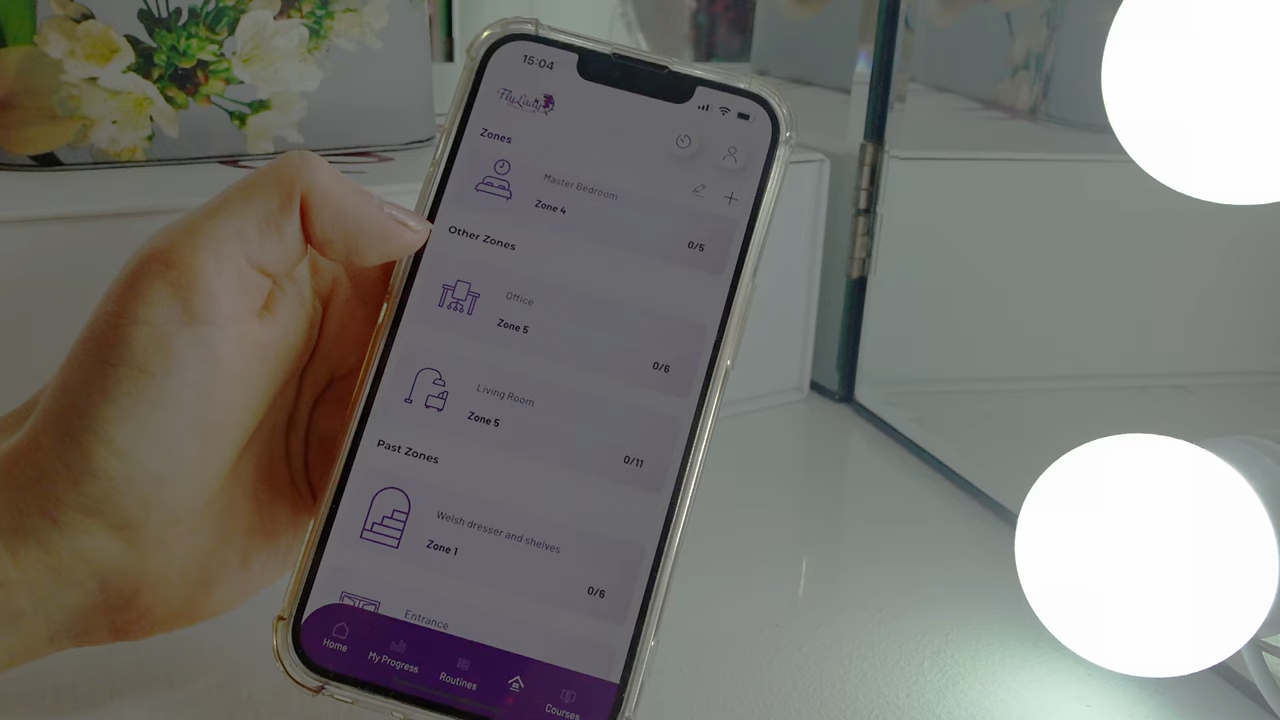 15:04
FlyLady
Zones
Master Bedroom
Zone 4
0/5
Other Zones
Office
Zone 5
0/6
Living Room
Zone 5
0/11
Past Zones
Welsh dresser and shelves
Zone 1
0/6
Entrance
Home
My Progress
Routines
Courses